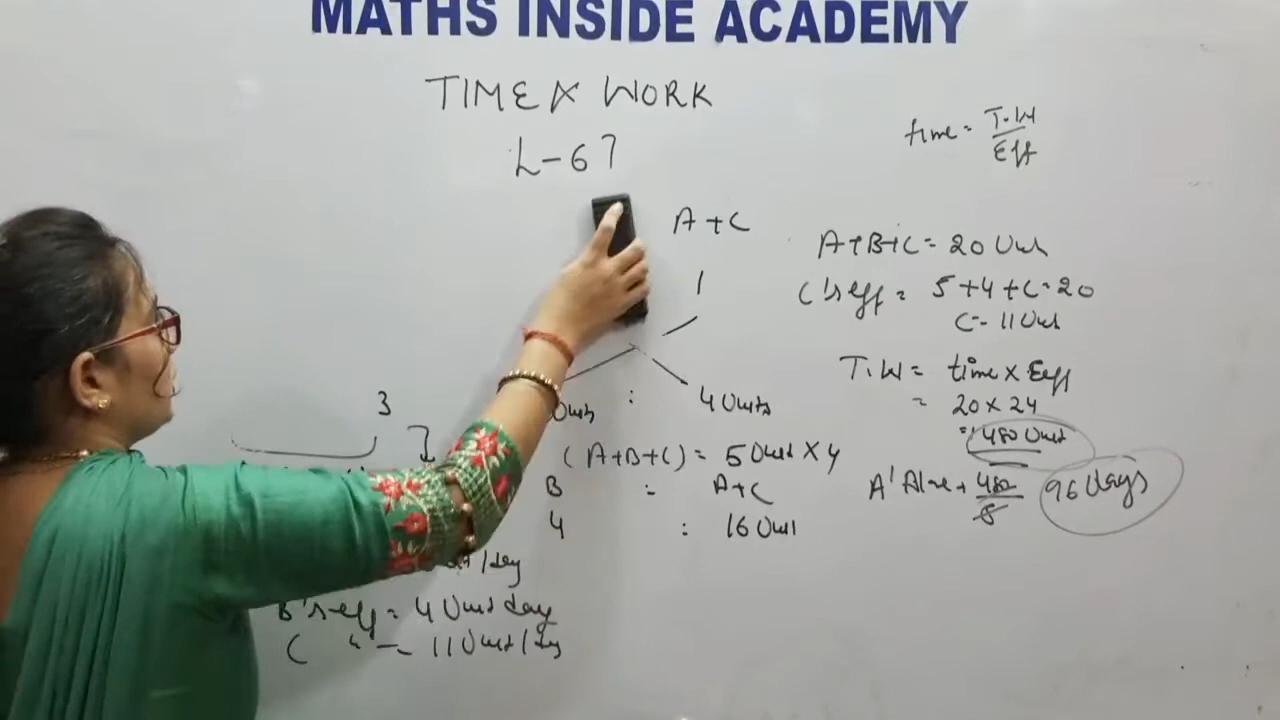 MATHS INSIDE ACADEMY
TIME & WORK
L-67
time = T.W / Eff
A+C
1
: 4 Units
3
(A+B+C) = 5 Unit X 4
B : A+C
4 : 16 Unit
/day
B's eff = 4 Unit day
C " = 11 Unit/day
A+B+C = 20 Unit
C's eff = 5+4+C=20
C= 11 Unit
T.W = time x Eff
= 20 x 24
= 480 Unit
A' Alone = 480 / 5 96 days